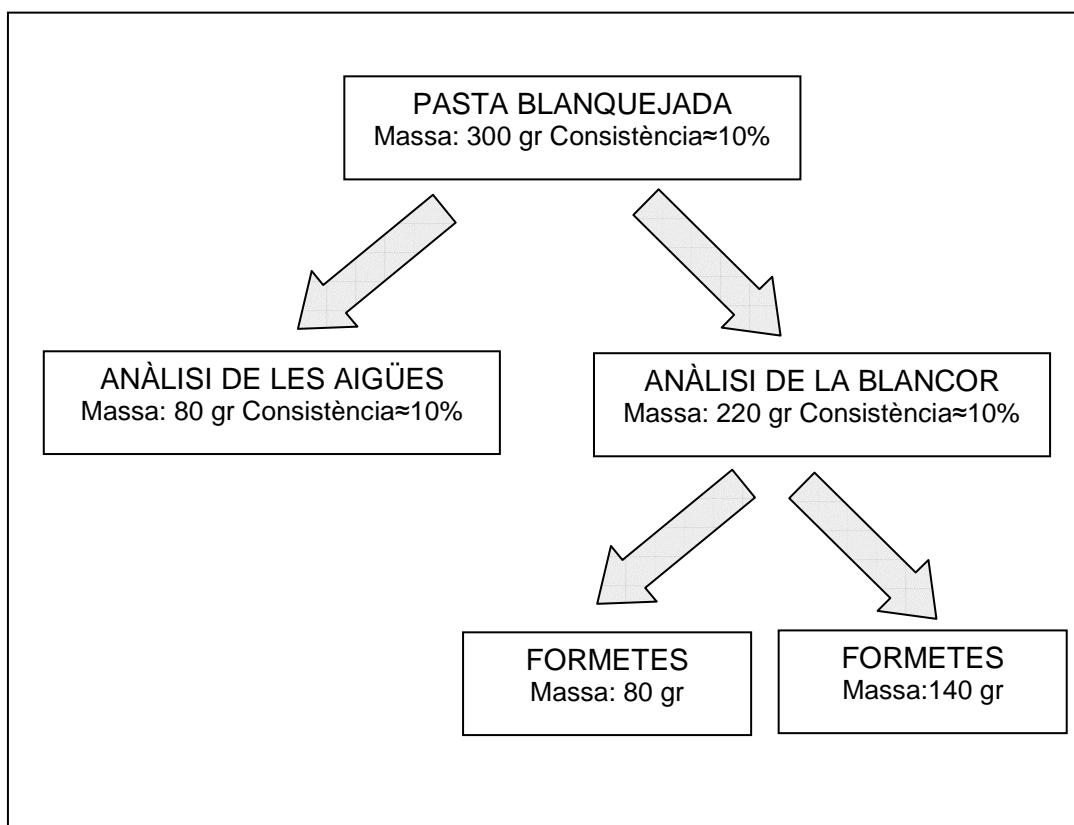 PASTA BLANQUEJADA
Massa: 300 gr Consistència≈10%
ANÀLISI DE LES AIGÜES
Massa: 80 gr Consistència≈10%
ANÀLISI DE LA BLANCOR
Massa: 220 gr Consistència≈10%
FORMETES
Massa: 80 gr
FORMETES
Massa:140 gr